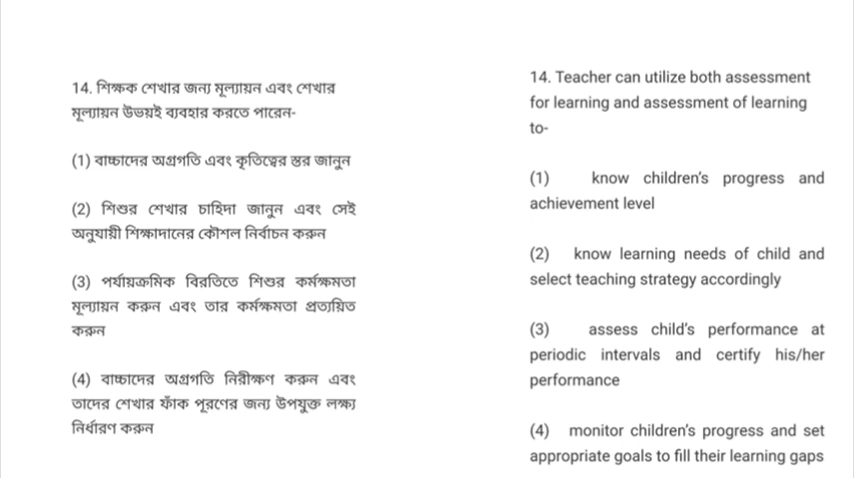 14. শিক্ষক শেখার জন্য মূল্যায়ন এবং শেখার
মূল্যায়ন উভয়ই ব্যবহার করতে পারেন-
(1) বাচ্চাদের অগ্রগতি এবং কৃতিত্বের স্তর জানুন
(2) শিশুর শেখার চাহিদা জানুন এবং সেই
অনুযায়ী শিক্ষাদানের কৌশল নির্বাচন করুন
(3) পর্যায়ক্রমিক বিরতিতে শিশুর কর্মক্ষমতা
মূল্যায়ন করুন এবং তার কর্মক্ষমতা প্রত্যয়িত
করুন
(4) বাচ্চাদের অগ্রগতি নিরীক্ষণ করুন এবং
তাদের শেখার ফাঁক পূরণের জন্য উপযুক্ত লক্ষ্য
নির্ধারণ করুন
14. Teacher can utilize both assessment
for learning and assessment of learning
to-
(1) know children's progress and
achievement level
(2) know learning needs of child and
select teaching strategy accordingly
(3) assess child's performance at
periodic intervals and certify his/her
performance
(4) monitor children's progress and set
appropriate goals to fill their learning gaps